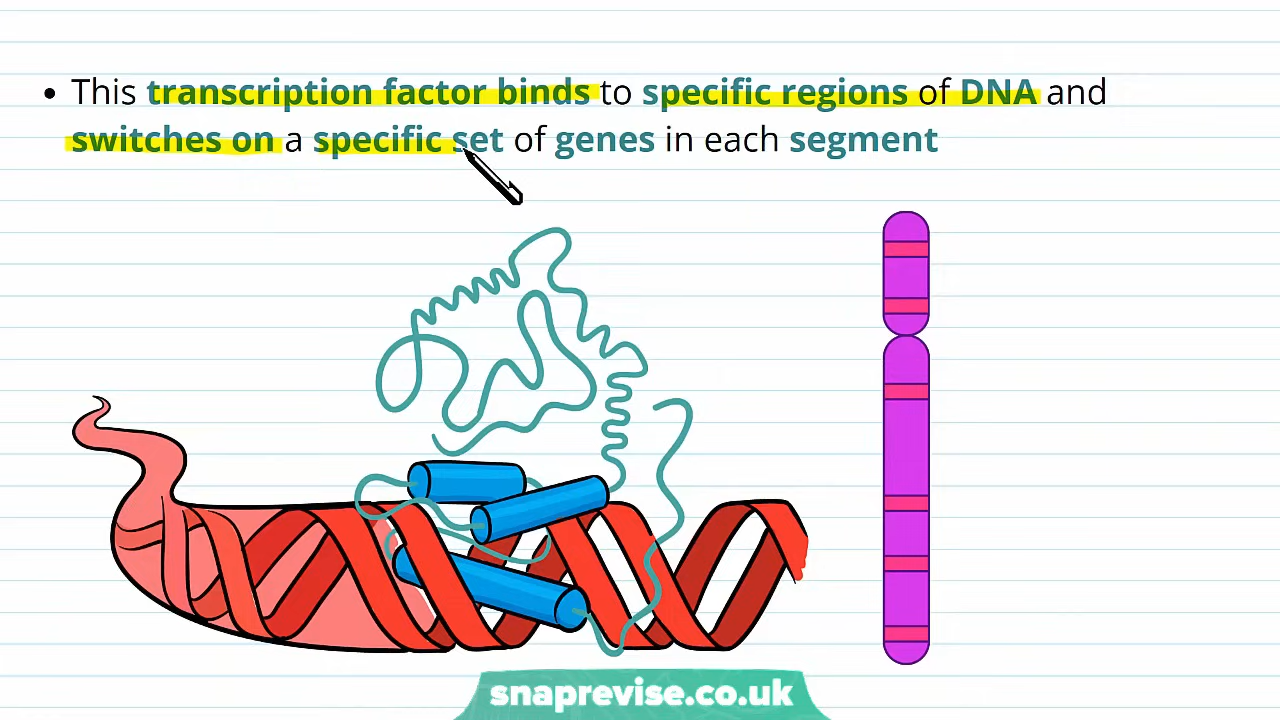 • This transcription factor binds to specific regions of DNA and
switches on a specific set of genes in each segment
snaprevise.co.uk